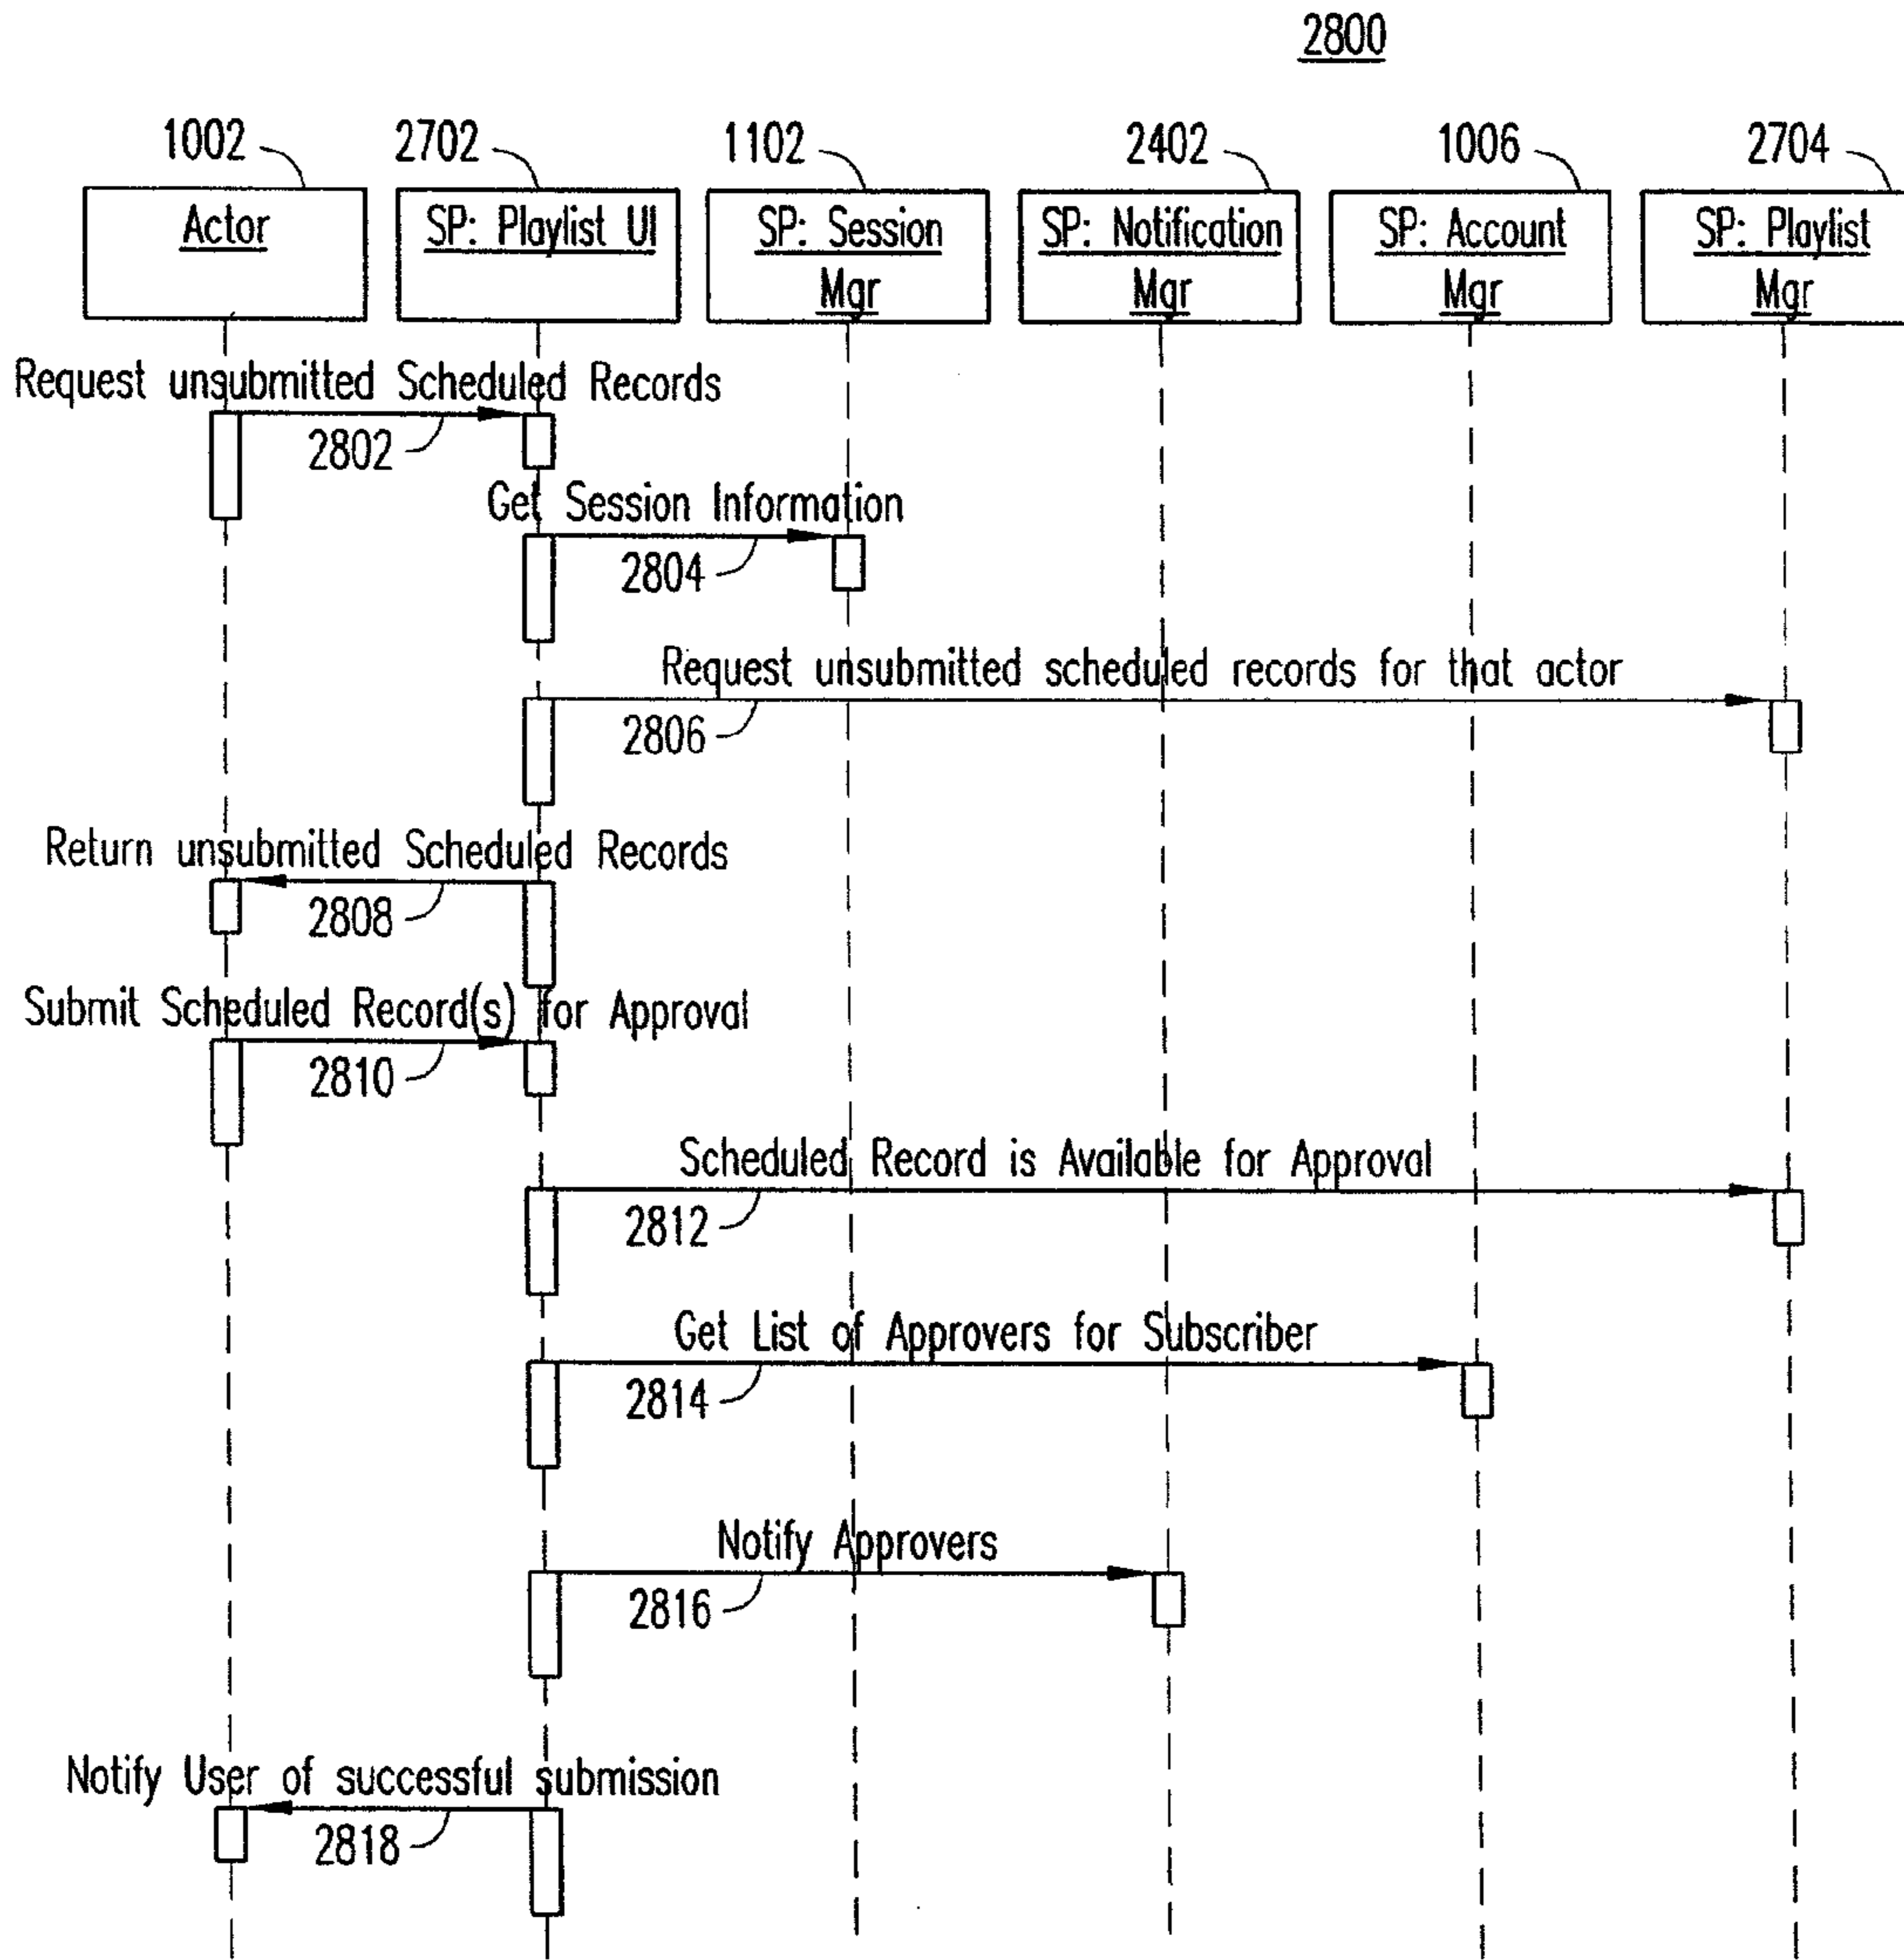 2800
1002 2702 1102 2402 1006 2704
Actor SP: Playlist UI SP: Session SP: Notification SP: Account SP: Playlist
Mgr Mgr Mgr Mgr
Request unsubmitted Scheduled Records
2802
Get Session Information
2804
Request unsubmitted scheduled records for that actor
2806
Return unsubmitted Scheduled Records
2808
Submit Scheduled Record(s) for Approval
2810
Scheduled Record is Available for Approval
2812
Get List of Approvers for Subscriber
2814
Notify Approvers
2816
Notify User of successful submission
2818